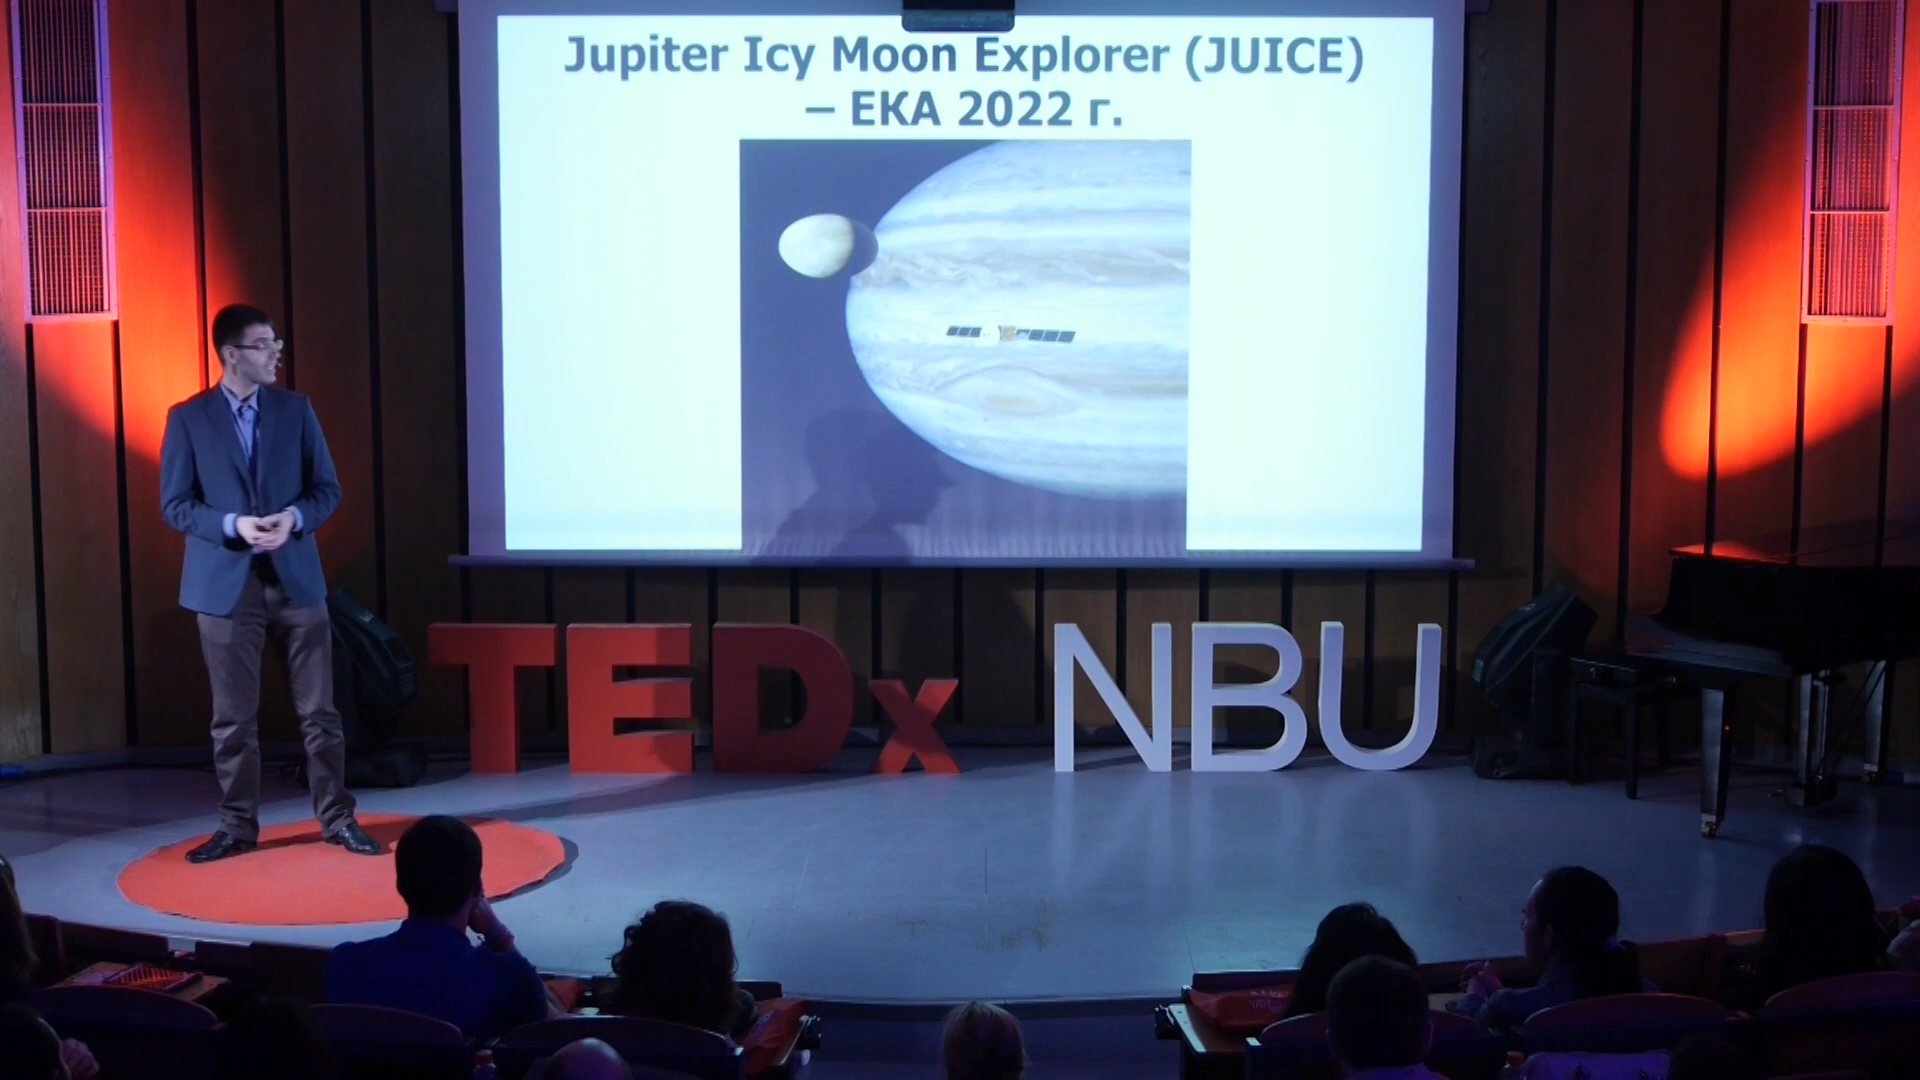 Jupiter Icy Moon Explorer (JUICE)
– ЕКА 2022 г.
TEDx NBU